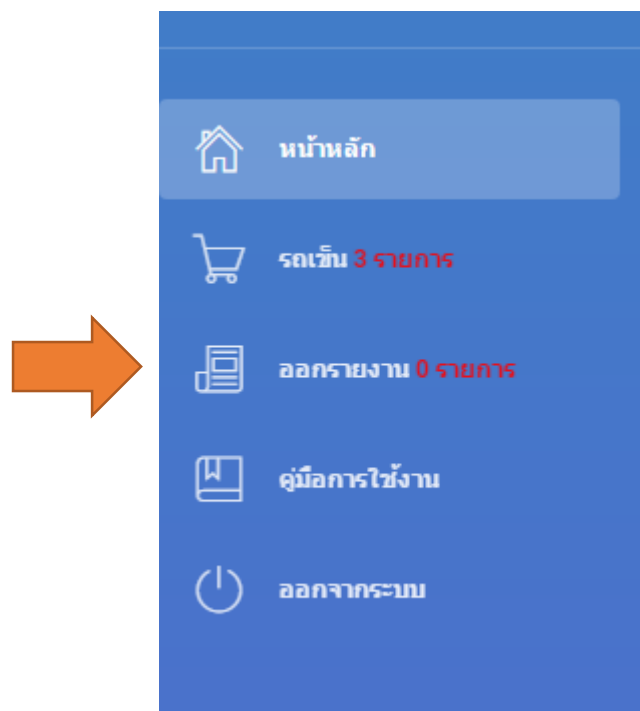 หน้าหลัก
รถเข็น 3 รายการ
ออกรายงาน 0 รายการ
คู่มือการใช้งาน
ออกจากระบบ